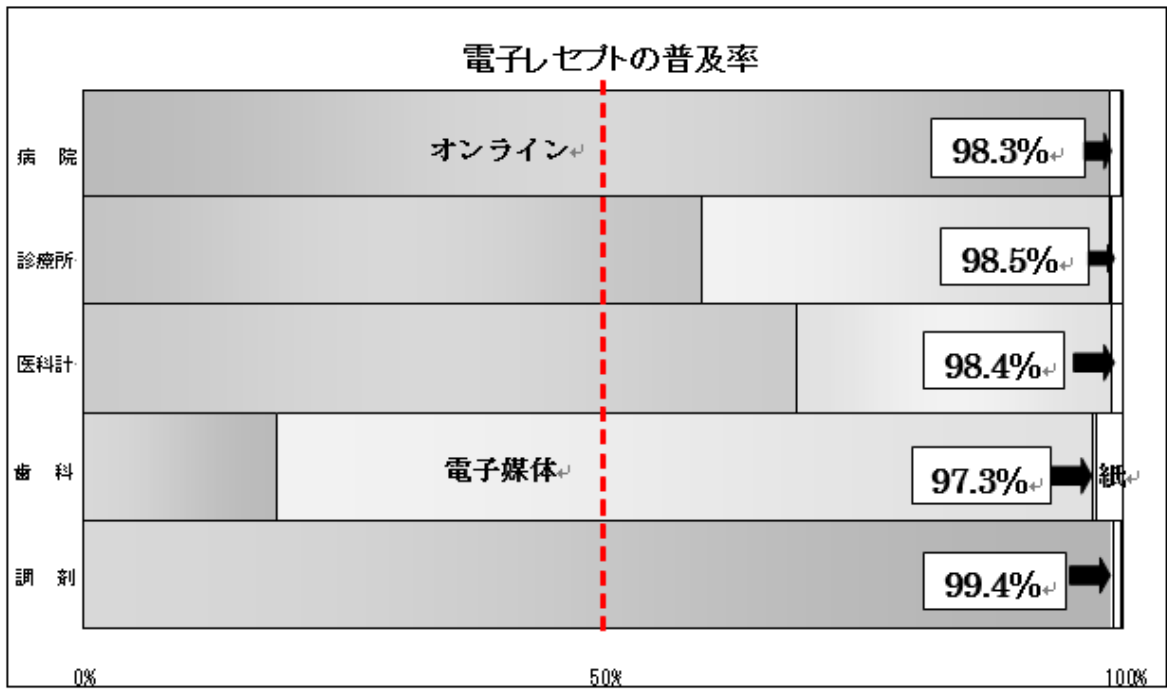 電子レセプトの普及率
病　院
オンライン↵
98.3%↵
診療所
98.5%↵
医科計
98.4%↵
歯　科
電子媒体↵
97.3%↵
紙↵
調　剤
99.4%↵
0%
50%
100%